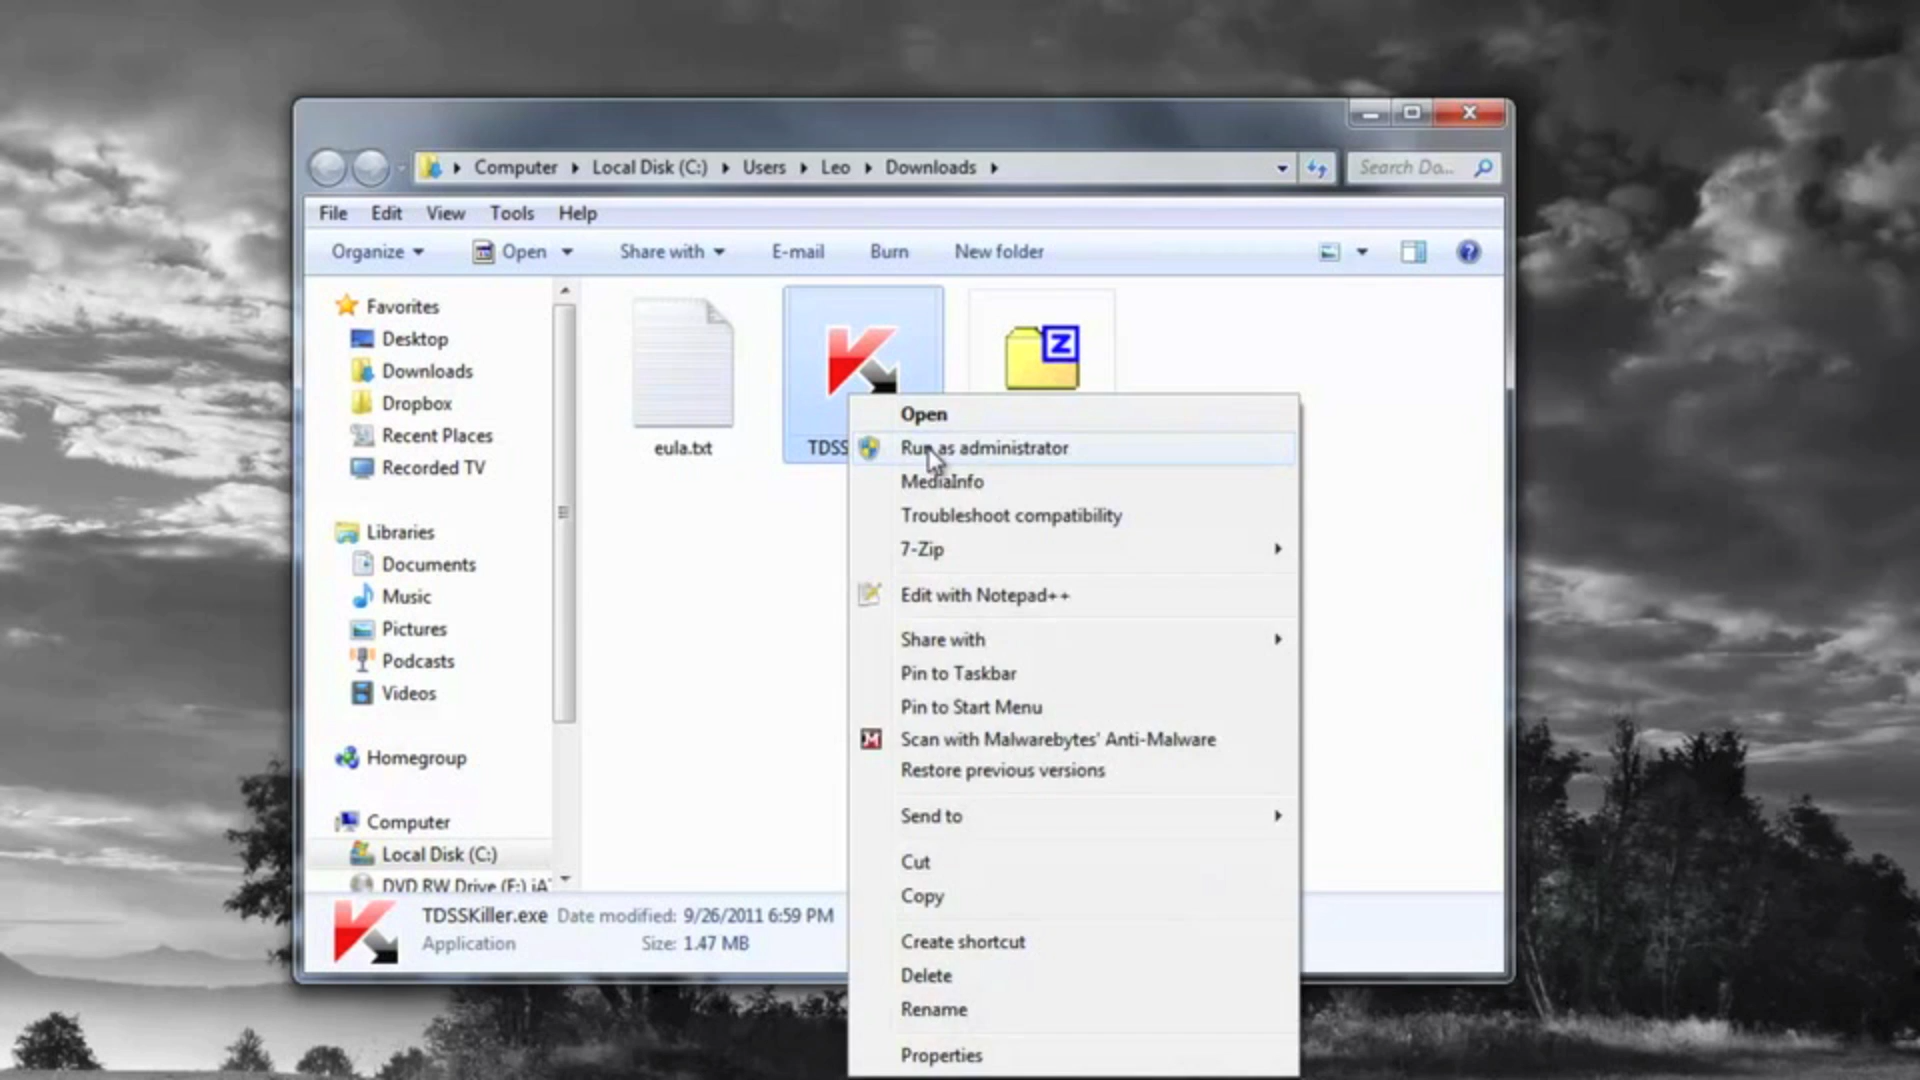 Computer Local Disk (C:) Users Leo Downloads
Search Do...
File Edit View Tools Help
Organize Open Share with E-mail Burn New folder
Favorites
Desktop
Downloads
Dropbox
Recent Places
Recorded TV
Libraries
Documents
Music
Pictures
Podcasts
Videos
Homegroup
Computer
Local Disk (C:)
DVD RW Drive (F:)
eula.txt
TDSS
Z
Open
Run as administrator
MediaInfo
Troubleshoot compatibility
7-Zip
Edit with Notepad++
Share with
Pin to Taskbar
Pin to Start Menu
Scan with Malwarebytes' Anti-Malware
Restore previous versions
Send to
Cut
Copy
Create shortcut
Delete
Rename
Properties
TDSSKiller.exe Date modified: 9/26/2011 6:59 PM
Application Size: 1.47 MB